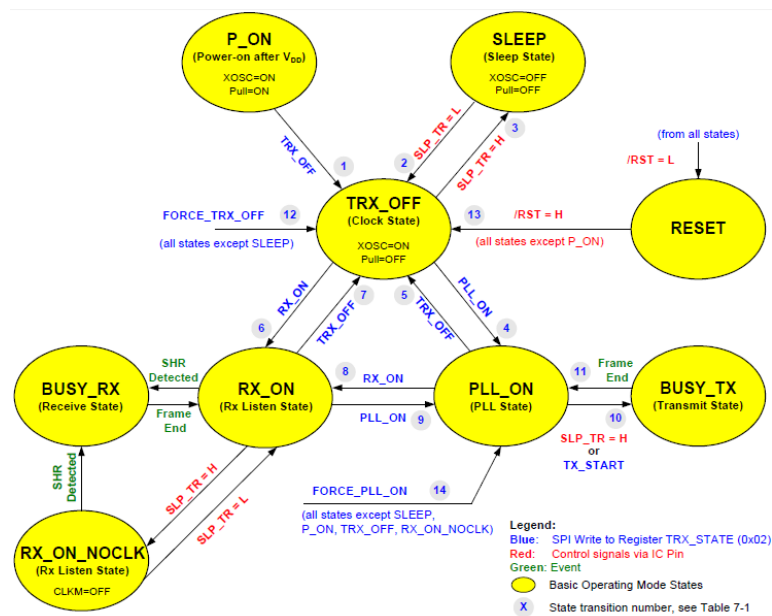 P_ON
(Power-on after VDD)
XOSC=ON
Pull=ON
SLEEP
(Sleep State)
XOSC=OFF
Pull=OFF
TRX_OFF
1
2
SLP_TR = L
SLP_TR = H
3
(from all states)
/RST = L
FORCE_TRX_OFF
12
(all states except SLEEP)
TRX_OFF
(Clock State)
XOSC=ON
Pull=OFF
13
/RST = H
(all states except P_ON)
RESET
6
RX_ON
7
TRX_OFF
5
TRX_OFF
PLL_ON
4
BUSY_RX
(Receive State)
SHR
Detected
Frame
End
RX_ON
(Rx Listen State)
8
RX_ON
PLL_ON
9
PLL_ON
(PLL State)
11
Frame
End
10
SLP_TR = H
or
TX_START
BUSY_TX
(Transmit State)
SHR
Detected
SLP_TR = H
SLP_TR = L
RX_ON_NOCLK
(Rx Listen State)
CLKM=OFF
FORCE_PLL_ON
14
(all states except SLEEP,
P_ON, TRX_OFF, RX_ON_NOCLK)
Legend:
Blue: SPI Write to Register TRX_STATE (0x02)
Red: Control signals via IC Pin
Green: Event
Basic Operating Mode States
X State transition number, see Table 7-1